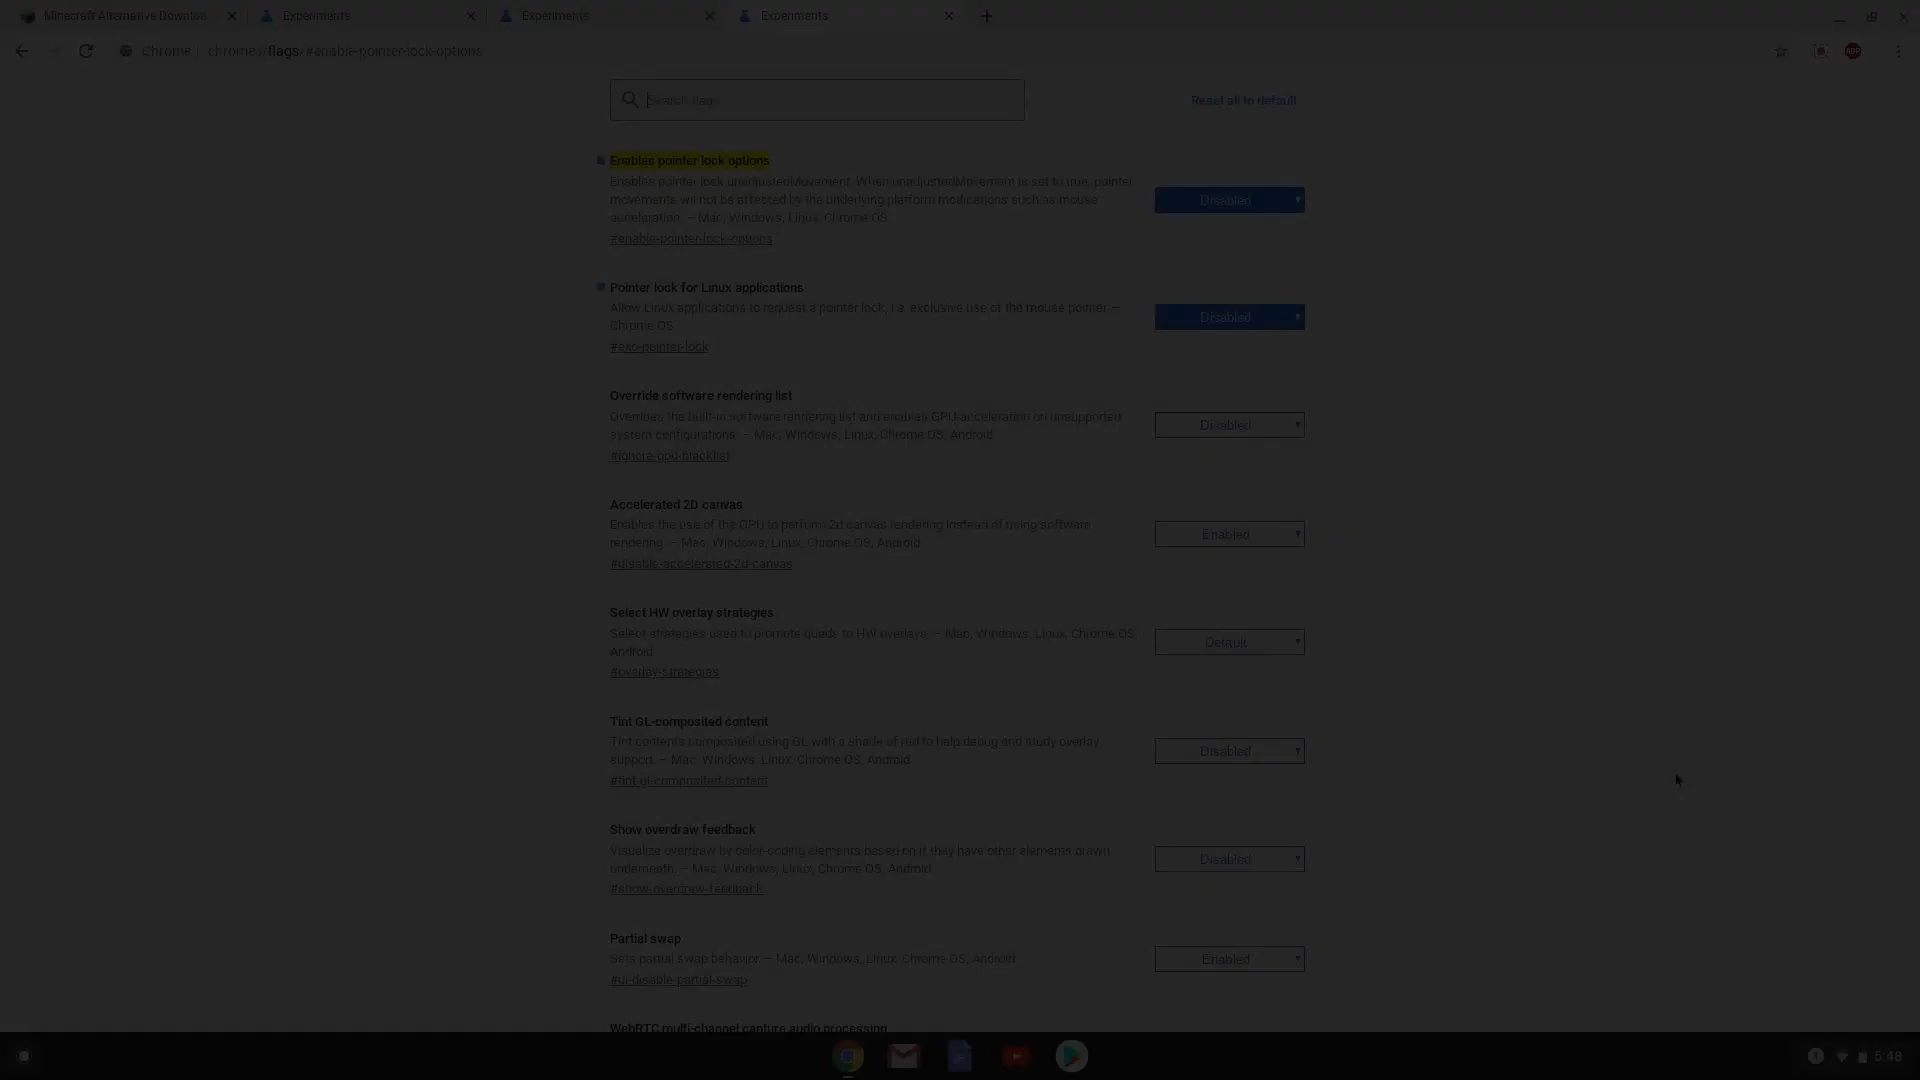 Minecraft Alternative Downloa
Experiments
Experiments
Experiments
Chrome | chrome://flags/#enable-pointer-lock-options
ABP
Search flags
Reset all to default
Enables pointer lock options
Enables pointer lock unadjustedMovement. When unadjustedMovement is set to true, pointer
movements will not be affected by the underlying platform modications such as mouse
acceleration. – Mac, Windows, Linux, Chrome OS
#enable-pointer-lock-options
Disabled
Pointer lock for Linux applications
Allow Linux applications to request a pointer lock, i.e. exclusive use of the mouse pointer. –
Chrome OS
#exo-pointer-lock
Disabled
Override software rendering list
Overrides the built-in software rendering list and enables GPU-acceleration on unsupported
system configurations. – Mac, Windows, Linux, Chrome OS, Android
#ignore-gpu-blacklist
Disabled
Accelerated 2D canvas
Enables the use of the GPU to perform 2d canvas rendering instead of using software
rendering. – Mac, Windows, Linux, Chrome OS, Android
#disable-accelerated-2d-canvas
Enabled
Select HW overlay strategies
Select strategies used to promote quads to HW overlays. – Mac, Windows, Linux, Chrome OS,
Android
#overlay-strategies
Default
Tint GL-composited content
Tint contents composited using GL with a shade of red to help debug and study overlay
support. – Mac, Windows, Linux, Chrome OS, Android
#tint-gl-composited-content
Disabled
Show overdraw feedback
Visualize overdraw by color-coding elements based on if they have other elements drawn
underneath. – Mac, Windows, Linux, Chrome OS, Android
#show-overdraw-feedback
Disabled
Partial swap
Sets partial swap behavior. – Mac, Windows, Linux, Chrome OS, Android
#ui-disable-partial-swap
Enabled
WebRTC multi-channel capture audio processing
5:48